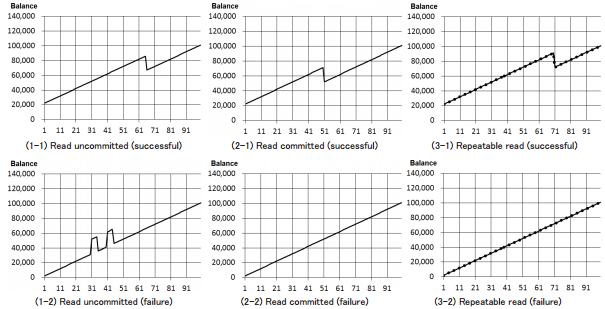 Balance Balance Balance
140,000 140,000 140,000
120,000 120,000 120,000
100,000 100,000 100,000
80,000 80,000 80,000
60,000 60,000 60,000
40,000 40,000 40,000
20,000 20,000 20,000
0 0 0
1 11 21 31 41 51 61 71 81 91 1 11 21 31 41 51 61 71 81 91 1 11 21 31 41 51 61 71 81 91
(1-1) Read uncommitted (successful) (2-1) Read committed (successful) (3-1) Repeatable read (successful)
Balance Balance Balance
140,000 140,000 140,000
120,000 120,000 120,000
100,000 100,000 100,000
80,000 80,000 80,000
60,000 60,000 60,000
40,000 40,000 40,000
20,000 20,000 20,000
0 0 0
1 11 21 31 41 51 61 71 81 91 1 11 21 31 41 51 61 71 81 91 1 11 21 31 41 51 61 71 81 91
(1-2) Read uncommitted (failure) (2-2) Read committed (failure) (3-2) Repeatable read (failure)